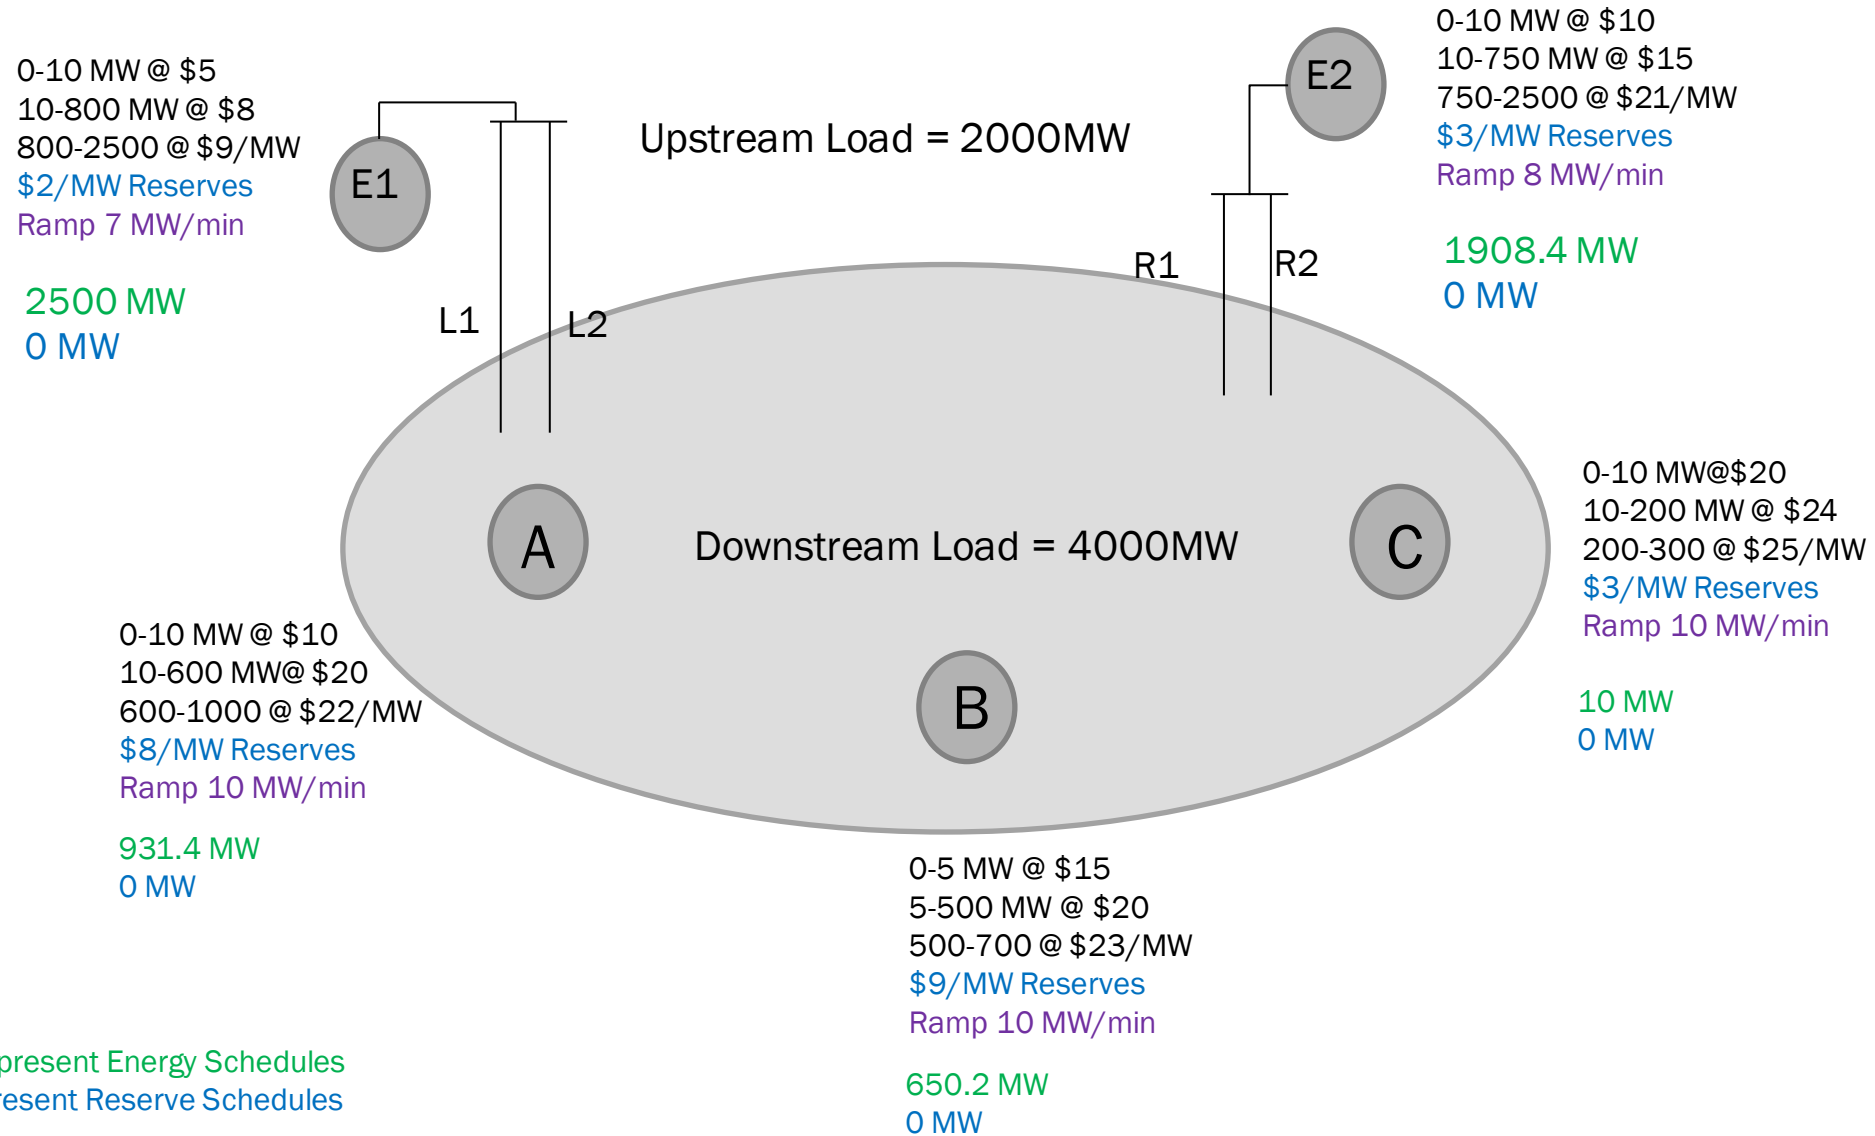 0-10 MW @ $5
10-800 MW @ $8
800-2500 @ $9/MW
$2/MW Reserves
Ramp 7 MW/min
2500 MW
0 MW
E1
L1
L2
Upstream Load = 2000MW
E2
R1
R2
0-10 MW @ $10
10-750 MW @ $15
750-2500 @ $21/MW
$3/MW Reserves
Ramp 8 MW/min
1908.4 MW
0 MW
A
Downstream Load = 4000MW
C
B
0-10 MW@$20
10-200 MW @ $24
200-300 @ $25/MW
$3/MW Reserves
Ramp 10 MW/min
10 MW
0 MW
0-10 MW @ $10
10-600 MW@ $20
600-1000 @ $22/MW
$8/MW Reserves
Ramp 10 MW/min
931.4 MW
0 MW
0-5 MW @ $15
5-500 MW @ $20
500-700 @ $23/MW
$9/MW Reserves
Ramp 10 MW/min
650.2 MW
0 MW
present Energy Schedules
resent Reserve Schedules